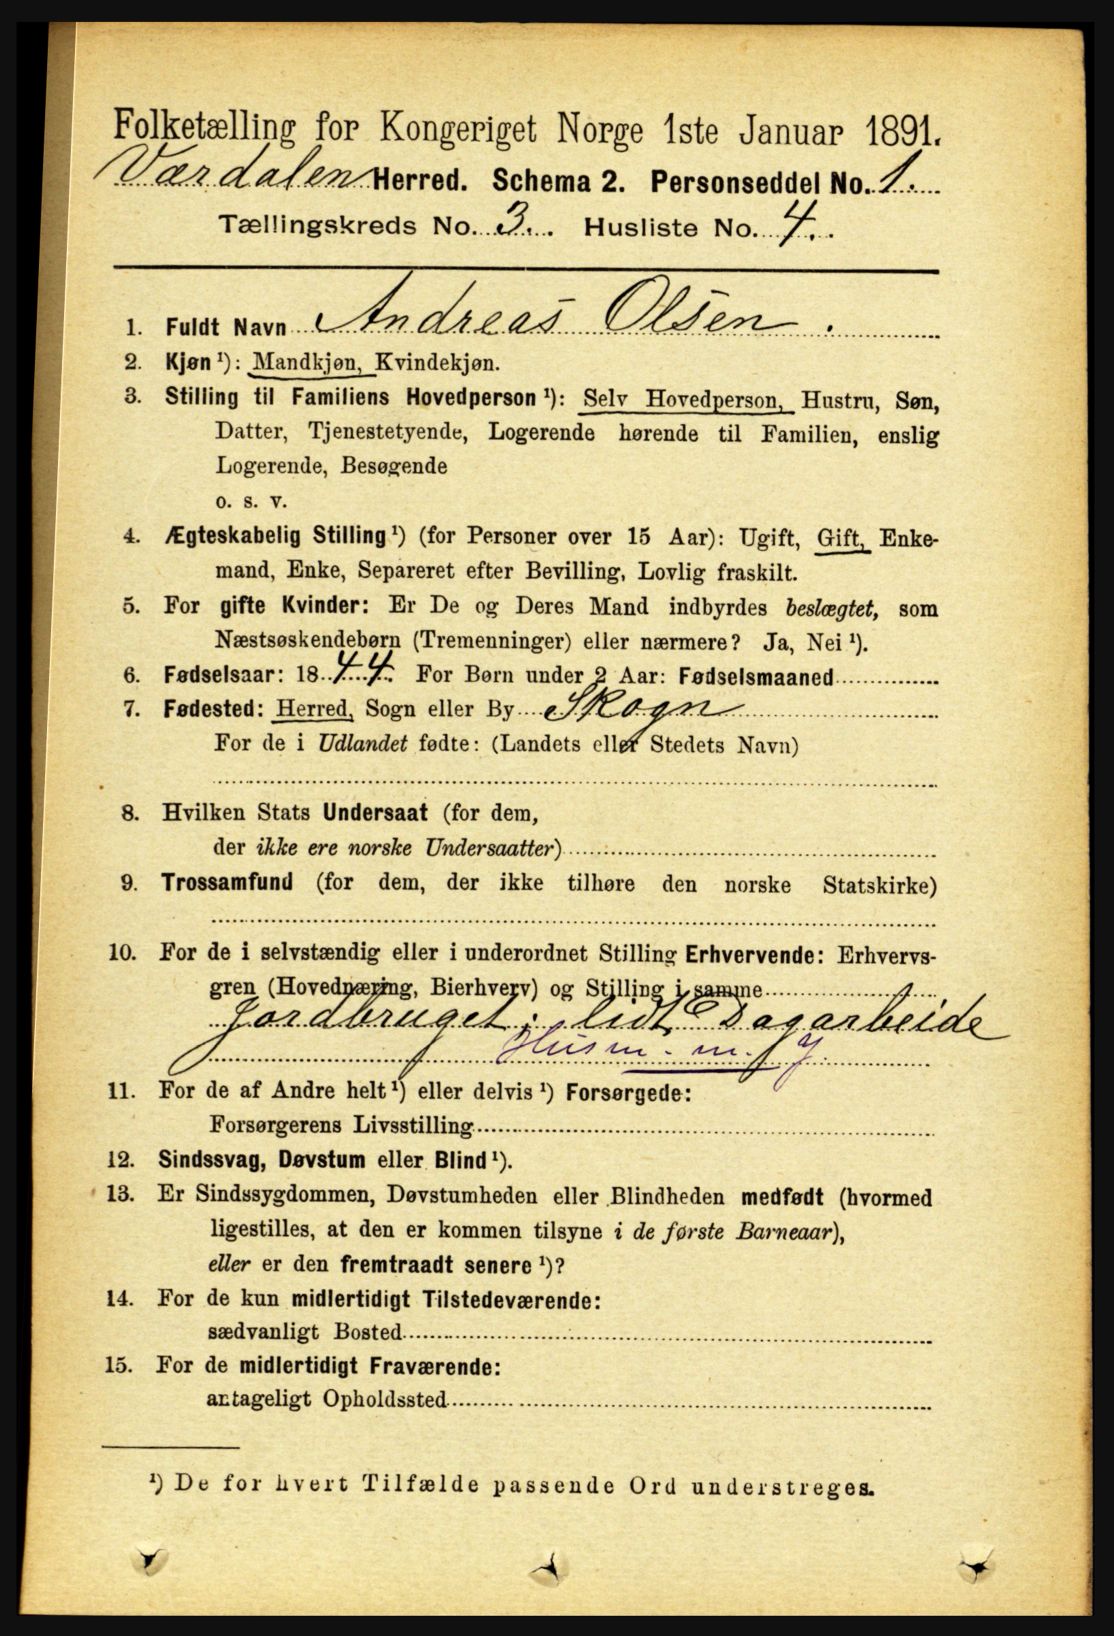 Folketælling for Kongeriget Norge 1ste Januar 1891.
Værdalen Herred. Schema 2. Personseddel No. 1.
Tællingskreds No. 3. Husliste No. 4.
1. Fuldt Navn Andreas Olsen.
2. Kjøn ¹): Mandkjøn, Kvindekjøn.
3. Stilling til Familiens Hovedperson ¹): Selv Hovedperson, Hustru, Søn,
Datter, Tjenestetyende, Logerende hørende til Familien, enslig
Logerende, Besøgende
o. s. v.
4. Ægteskabelig Stilling ¹) (for Personer over 15 Aar): Ugift, Gift, Enke-
mand, Enke, Separeret efter Bevilling, Lovlig fraskilt.
5. For gifte Kvinder: Er De og Deres Mand indbyrdes beslægtet, som
Næstsøskendebørn (Tremenninger) eller nærmere? Ja, Nei ¹).
6. Fødselsaar: 1844. For Børn under 2 Aar: Fødselsmaaned
7. Fødested: Herred, Sogn eller By Skogn
For de i Udlandet fødte: (Landets eller Stedets Navn)
8. Hvilken Stats Undersaat (for dem,
der ikke ere norske Undersaatter)
9. Trossamfund (for dem, der ikke tilhøre den norske Statskirke)
10. For de i selvstændig eller i underordnet Stilling Erhvervende: Erhvervs-
gren (Hovednæring, Bierhverv) og Stilling i samme
Jordbruget; lidt Dagarbeide
Husm. m. J.
11. For de af Andre helt ¹) eller delvis ¹) Forsørgede:
Forsørgerens Livsstilling
12. Sindssvag, Døvstum eller Blind ¹).
13. Er Sindssygdommen, Døvstumheden eller Blindheden medfødt (hvormed
ligestilles, at den er kommen tilsyne i de første Barneaar),
eller er den fremtraadt senere ¹)?
14. For de kun midlertidigt Tilstedeværende:
sædvanligt Bosted
15. For de midlertidigt Fraværende:
antageligt Opholdssted
¹) De for hvert Tilfælde passende Ord understreges.